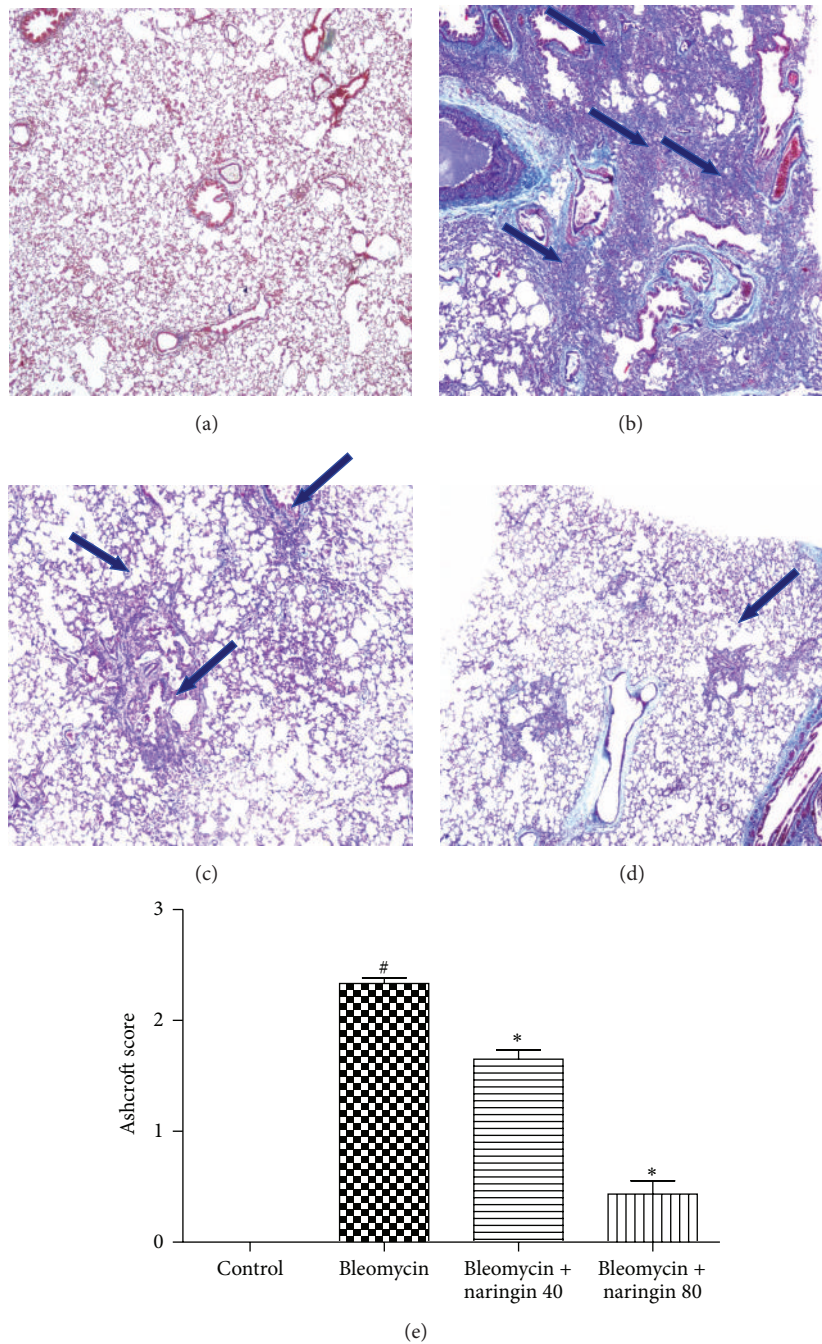 (a)
(b)
(c)
(d)
3
2
1
0
Ashcroft score
#
*
*
Control
Bleomycin
Bleomycin +
naringin 40
Bleomycin +
naringin 80
(e)